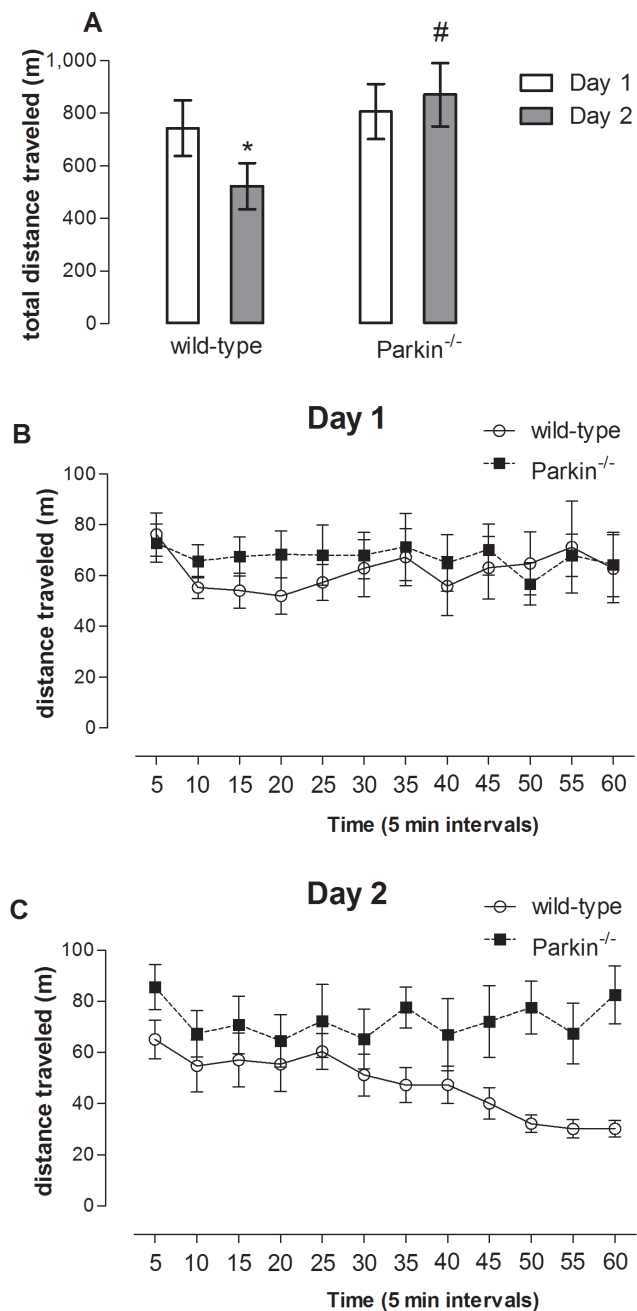 A
total distance traveled (m)
1,000
800
600
400
200
0
*
#
Day 1
Day 2
wild-type
Parkin-/-
B
Day 1
wild-type
Parkin-/-
distance traveled (m)
100
80
60
40
20
0
5 10 15 20 25 30 35 40 45 50 55 60
Time (5 min intervals)
C
Day 2
wild-type
Parkin-/-
distance traveled (m)
100
80
60
40
20
0
5 10 15 20 25 30 35 40 45 50 55 60
Time (5 min intervals)